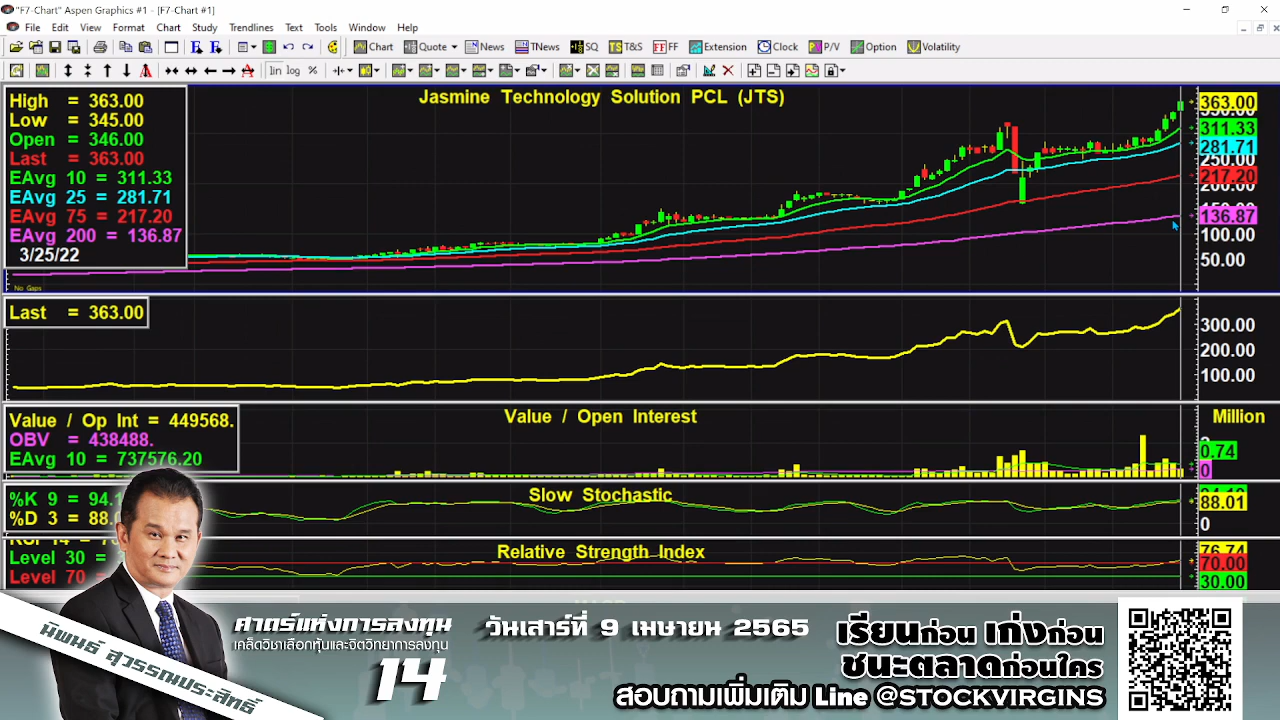 "F7-Chart" Aspen Graphics #1 - [F7-Chart #1]
File Edit View Format Chart Study Trendlines Text Tools Window Help
Chart Quote News TNews SQ T&S FF Extension Clock P/V Option Volatility
lin log %
Jasmine Technology Solution PCL (JTS)
High = 363.00
Low = 345.00
Open = 346.00
Last = 363.00
EAvg 10 = 311.33
EAvg 25 = 281.71
EAvg 75 = 217.20
EAvg 200 = 136.87
3/25/22
No Gaps
363.00
311.33
281.71
250.00
217.20
200.00
136.87
100.00
50.00
Last = 363.00
300.00
200.00
100.00
Value / Op Int = 449568.
OBV = 438488.
EAvg 10 = 737576.20
Value / Open Interest
Million
0.74
0
%K 9 = 94.1
%D 3 = 88.
Slow Stochastic
88.01
0
Level 30 =
Level 70 =
Relative Strength Index
76.74
70.00
30.00
นิพนธ์ สุวรรณประสิทธิ์
ศาตร์แห่งการลงทุน
เคล็ดวิชาเลือกหุ้นและจิตวิทยาการลงทุน
14
วันเสาร์ที่ 9 เมษายน 2565
เรียนก่อน เก่งก่อน
ชนะตลาดก่อนใคร
สอบถามเพิ่มเติม Line @STOCKVIRGINS